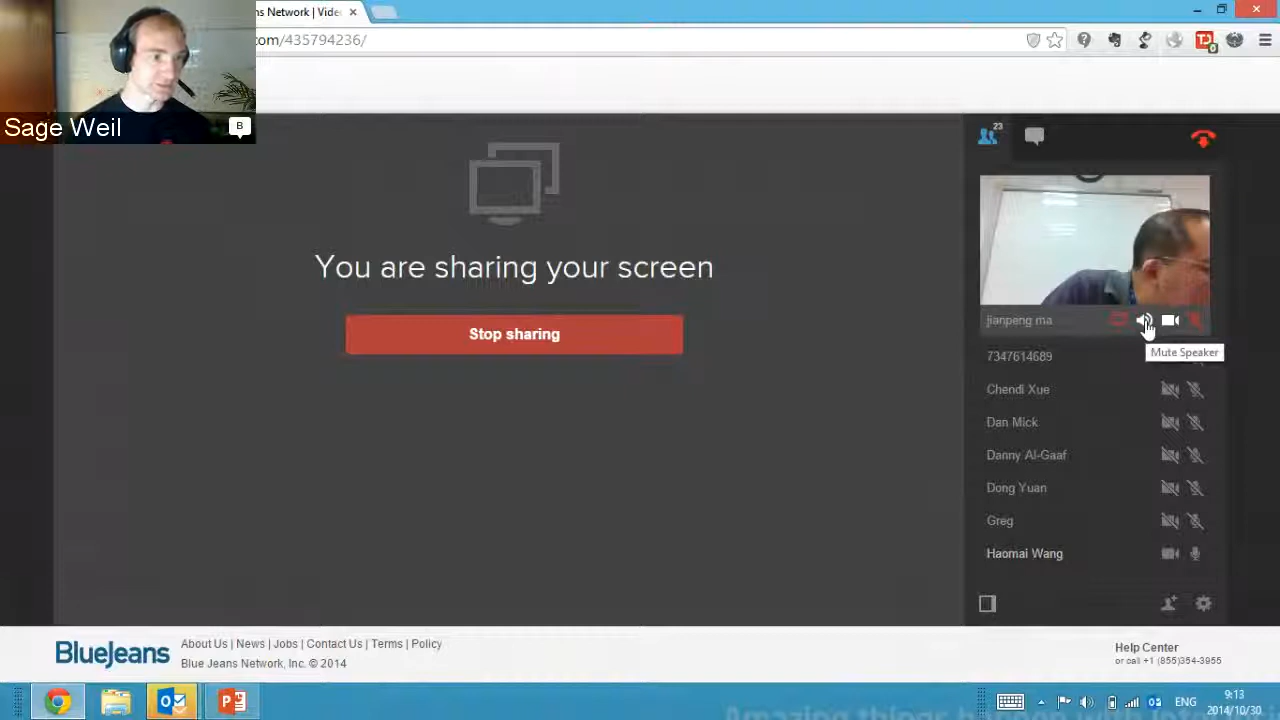 ns Network | Vide
com/435794236/
0
Sage Weil
B
23
You are sharing your screen
Stop sharing
jianpeng ma
Mute Speaker
7347614689
Chendi Xue
Dan Mick
Danny Al-Gaaf
Dong Yuan
Greg
Haomai Wang
BlueJeans
About Us | News | Jobs | Contact Us | Terms | Policy
Blue Jeans Network, Inc. © 2014
Help Center
or call +1 (855)354-3955
ENG
9:13
2014/10/30